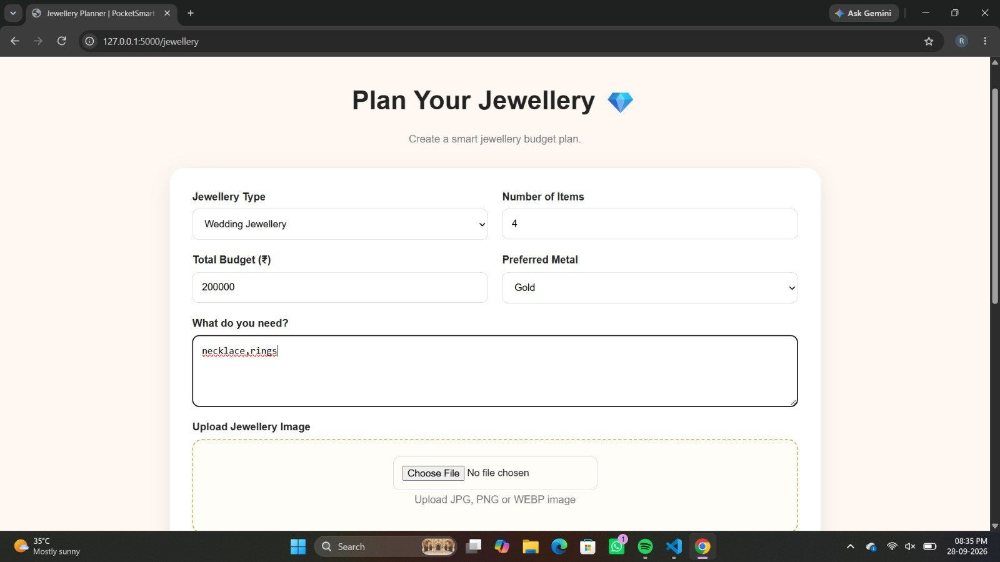 Jewellery Planner | PocketSmart
Ask Gemini
127.0.0.1:5000/jewellery
R
Plan Your Jewellery
Create a smart jewellery budget plan.
Jewellery Type
Number of Items
Wedding Jewellery
4
Total Budget (₹)
Preferred Metal
200000
Gold
What do you need?
necklace,rings
Upload Jewellery Image
Choose File No file chosen
Upload JPG, PNG or WEBP image
35°C
Mostly sunny
Search
1
08:35 PM
28-09-2026